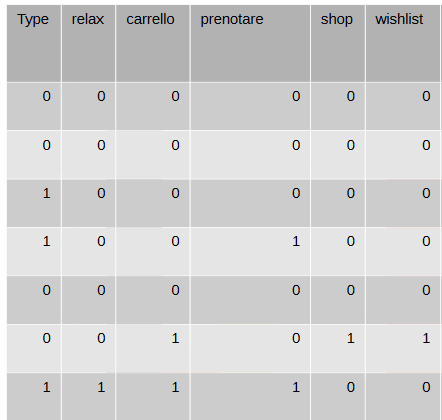 Type relax carrello prenotare shop wishlist
0 0 0 0 0 0
0 0 0 0 0 0
1 0 0 0 0 0
1 0 0 1 0 0
0 0 0 0 0 0
0 0 1 0 1 1
1 1 1 1 0 0